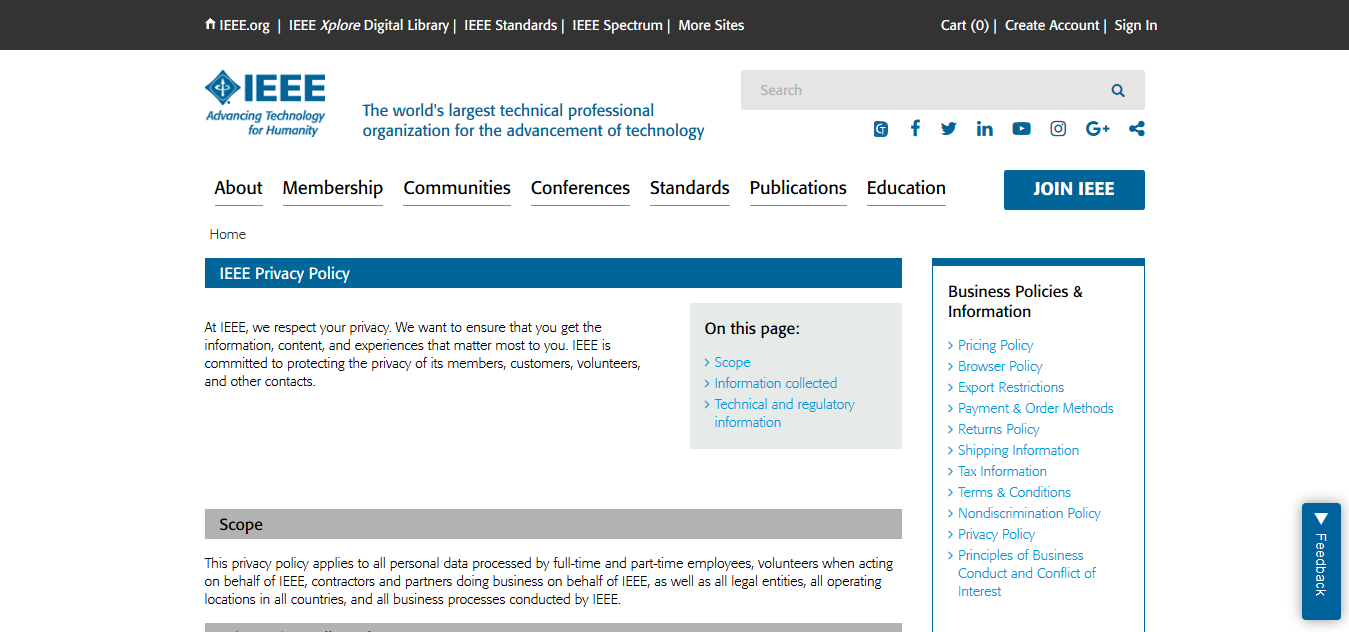 IEEE.org | IEEE Xplore Digital Library | IEEE Standards | IEEE Spectrum | More Sites
Cart (0) | Create Account | Sign In
IEEE
Advancing Technology
for Humanity
The world's largest technical professional
organization for the advancement of technology
Search
About Membership Communities Conferences Standards Publications Education
JOIN IEEE
Home
IEEE Privacy Policy
At IEEE, we respect your privacy. We want to ensure that you get the
information, content, and experiences that matter most to you. IEEE is
committed to protecting the privacy of its members, customers, volunteers,
and other contacts.
On this page:
Scope
Information collected
Technical and regulatory
information
Scope
This privacy policy applies to all personal data processed by full-time and part-time employees, volunteers when acting
on behalf of IEEE, contractors and partners doing business on behalf of IEEE, as well as all legal entities, all operating
locations in all countries, and all business processes conducted by IEEE.
Business Policies &
Information
Pricing Policy
Browser Policy
Export Restrictions
Payment & Order Methods
Returns Policy
Shipping Information
Tax Information
Terms & Conditions
Nondiscrimination Policy
Privacy Policy
Principles of Business
Conduct and Conflict of
Interest
Feedback